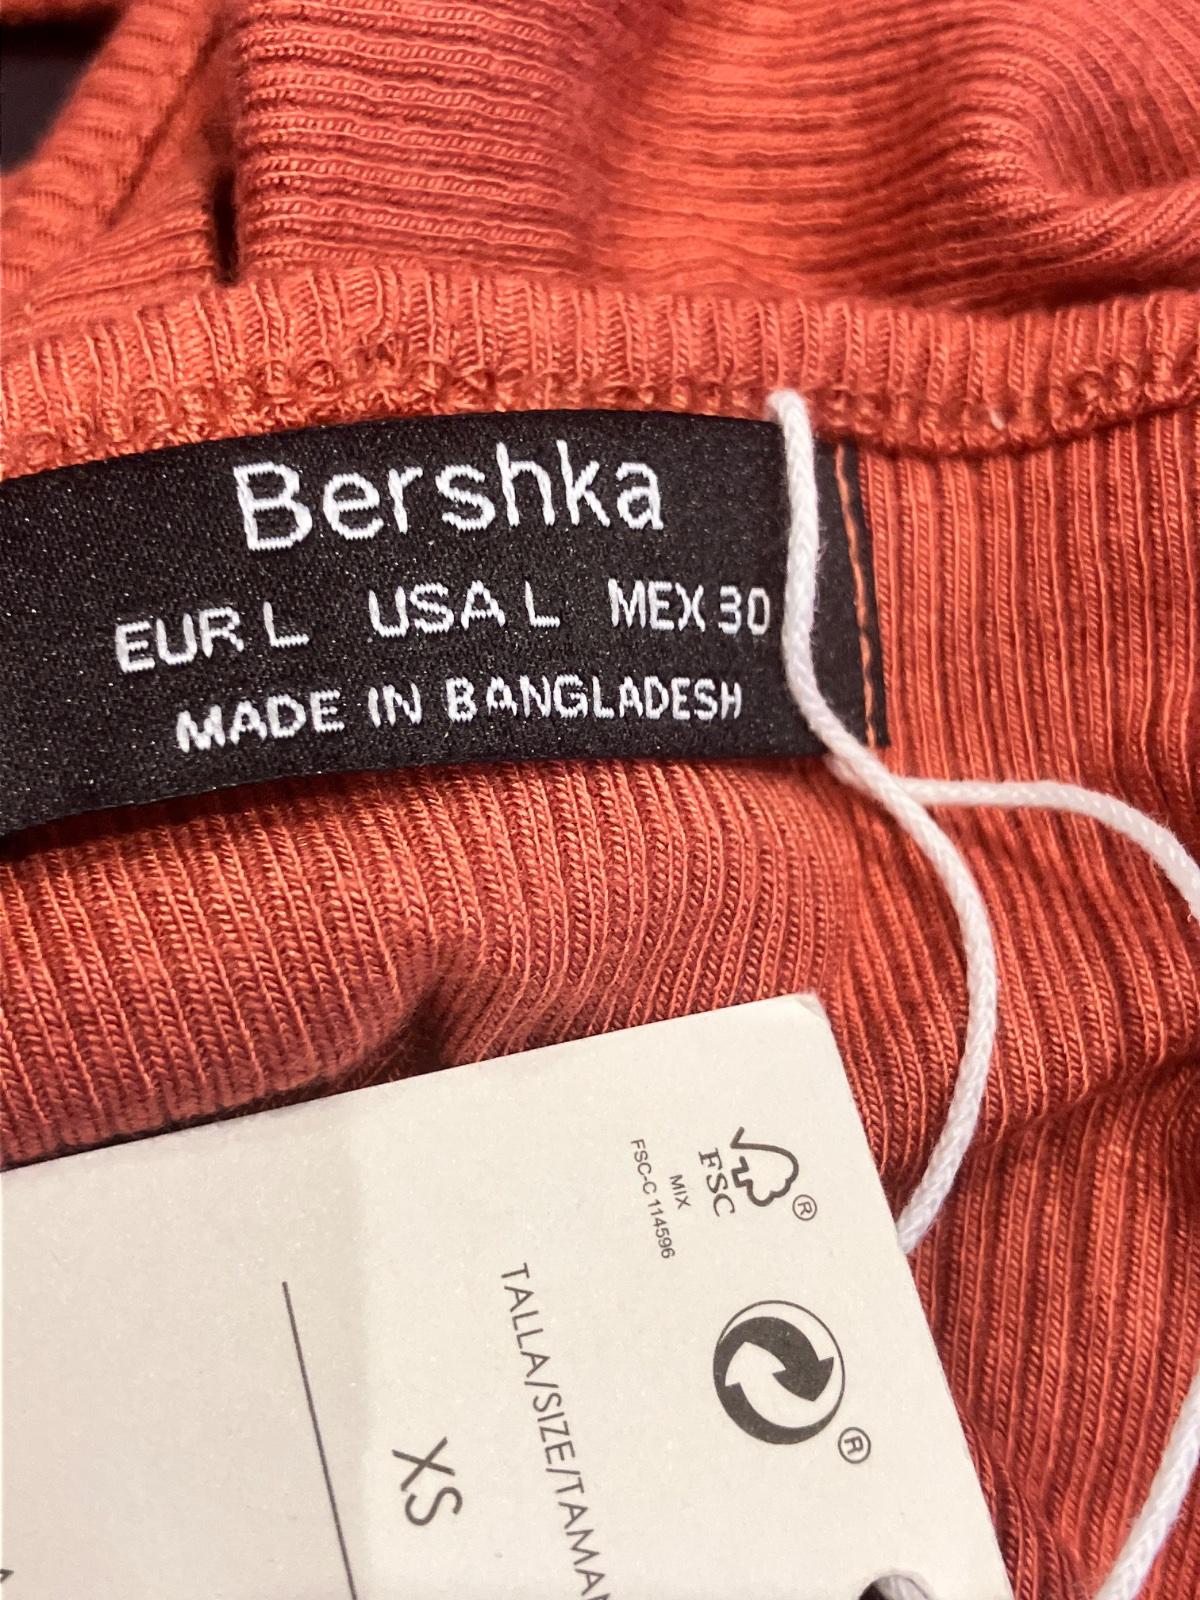 Bershka
EUR L USA L MEX 30
MADE IN BANGLADESH
FSC
®
MIX
FSC-C 114596
®
TALLA/SIZE/TAMA
XS